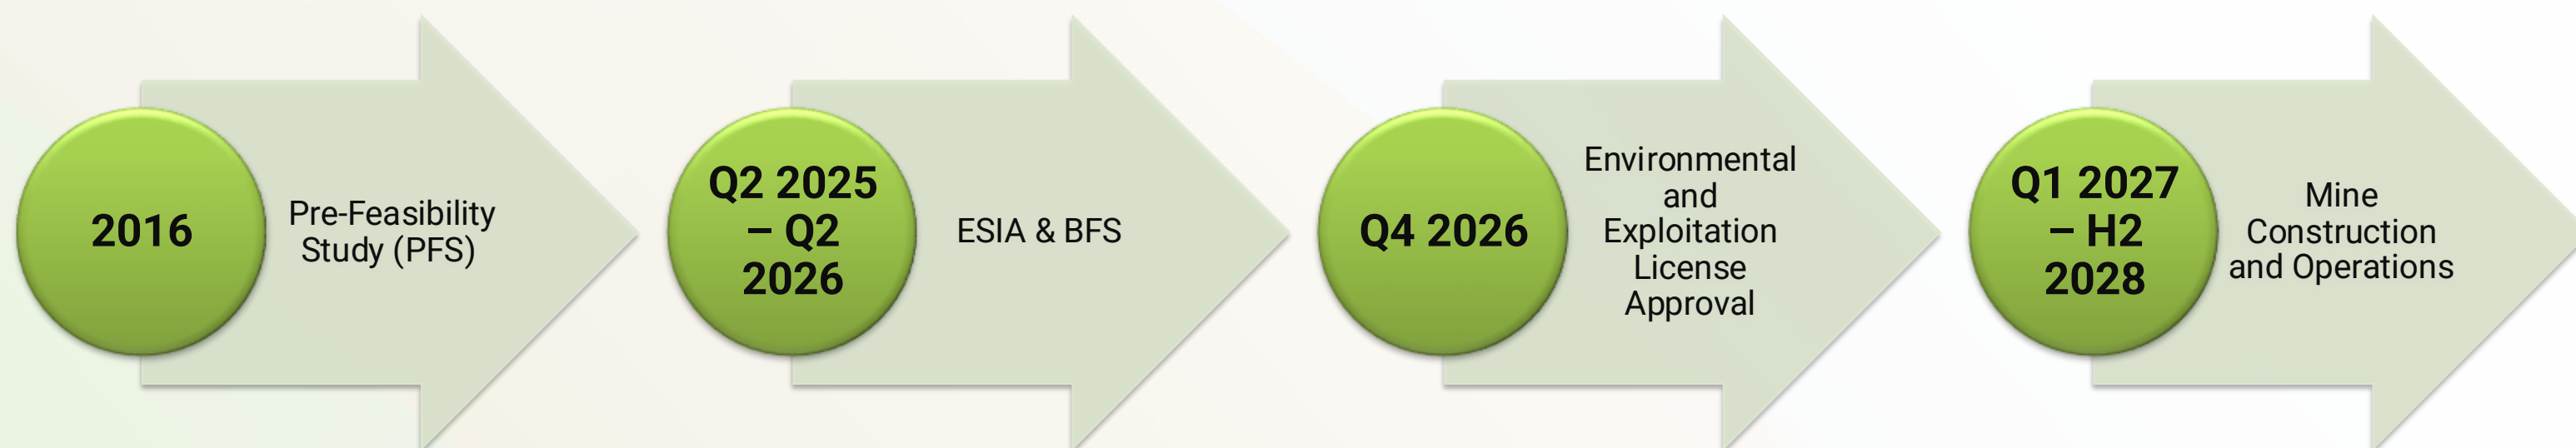 2016
Pre-Feasibility
Study (PFS)
Q2 2025
– Q2
2026
ESIA & BFS
Q4 2026
Environmental
and
Exploitation
License
Approval
Q1 2027
– H2
2028
Mine
Construction
and Operations